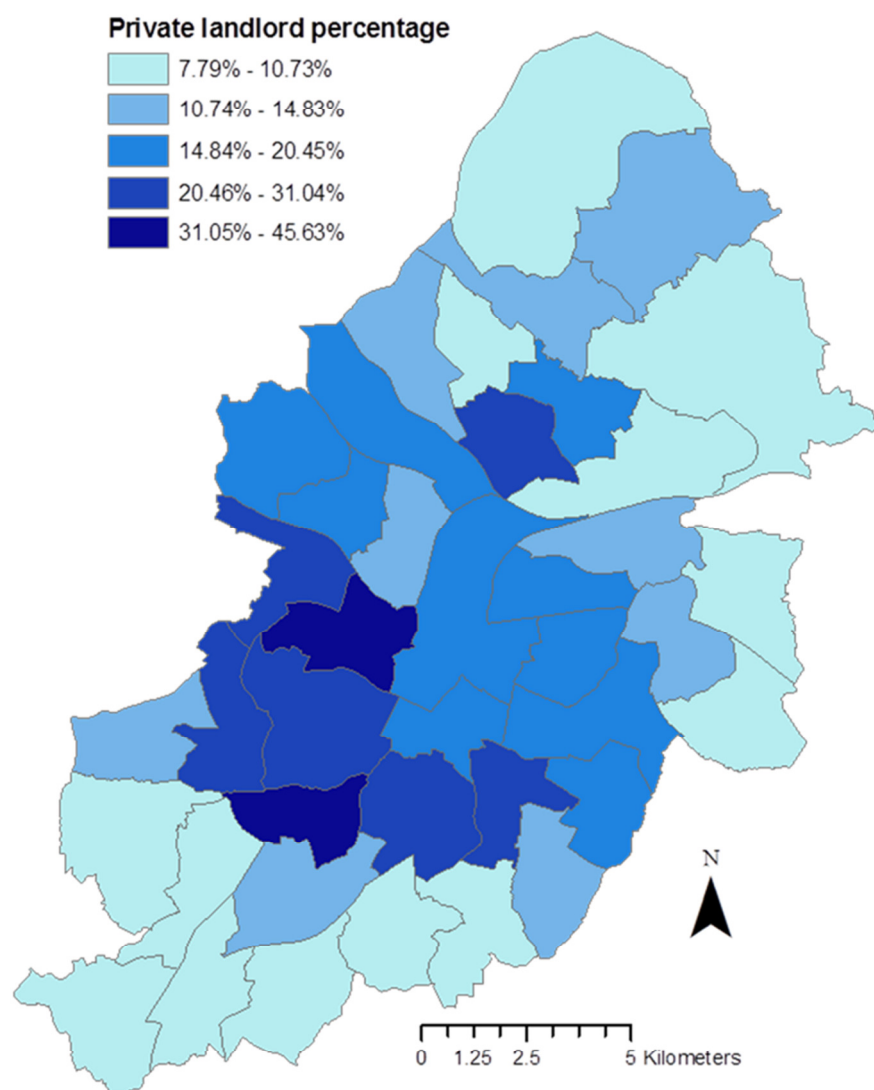 Private landlord percentage
7.79% - 10.73%
10.74% - 14.83%
14.84% - 20.45%
20.46% - 31.04%
31.05% - 45.63%
N
0 1.25 2.5 5 Kilometers